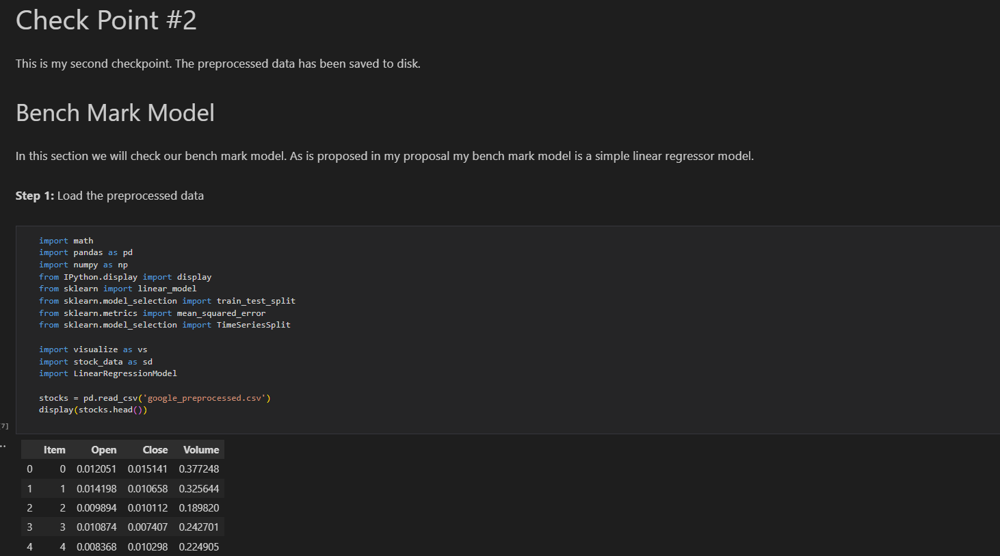 Check Point #2
This is my second checkpoint. The preprocessed data has been saved to disk.
Bench Mark Model
In this section we will check our bench mark model. As is proposed in my proposal my bench mark model is a simple linear regressor model.
Step 1: Load the preprocessed data
import math
import pandas as pd
import numpy as np
from IPython.display import display
from sklearn import linear_model
from sklearn.model_selection import train_test_split
from sklearn.metrics import mean_squared_error
from sklearn.model_selection import TimeSeriesSplit
import visualize as vs
import stock_data as sd
import LinearRegressionModel
stocks = pd.read_csv('google_preprocessed.csv')
display(stocks.head())
7]
Item Open Close Volume
0 0 0.012051 0.015141 0.377248
1 1 0.014198 0.010658 0.325644
2 2 0.009894 0.010112 0.189820
3 3 0.010874 0.007407 0.242701
4 4 0.008368 0.010298 0.224905